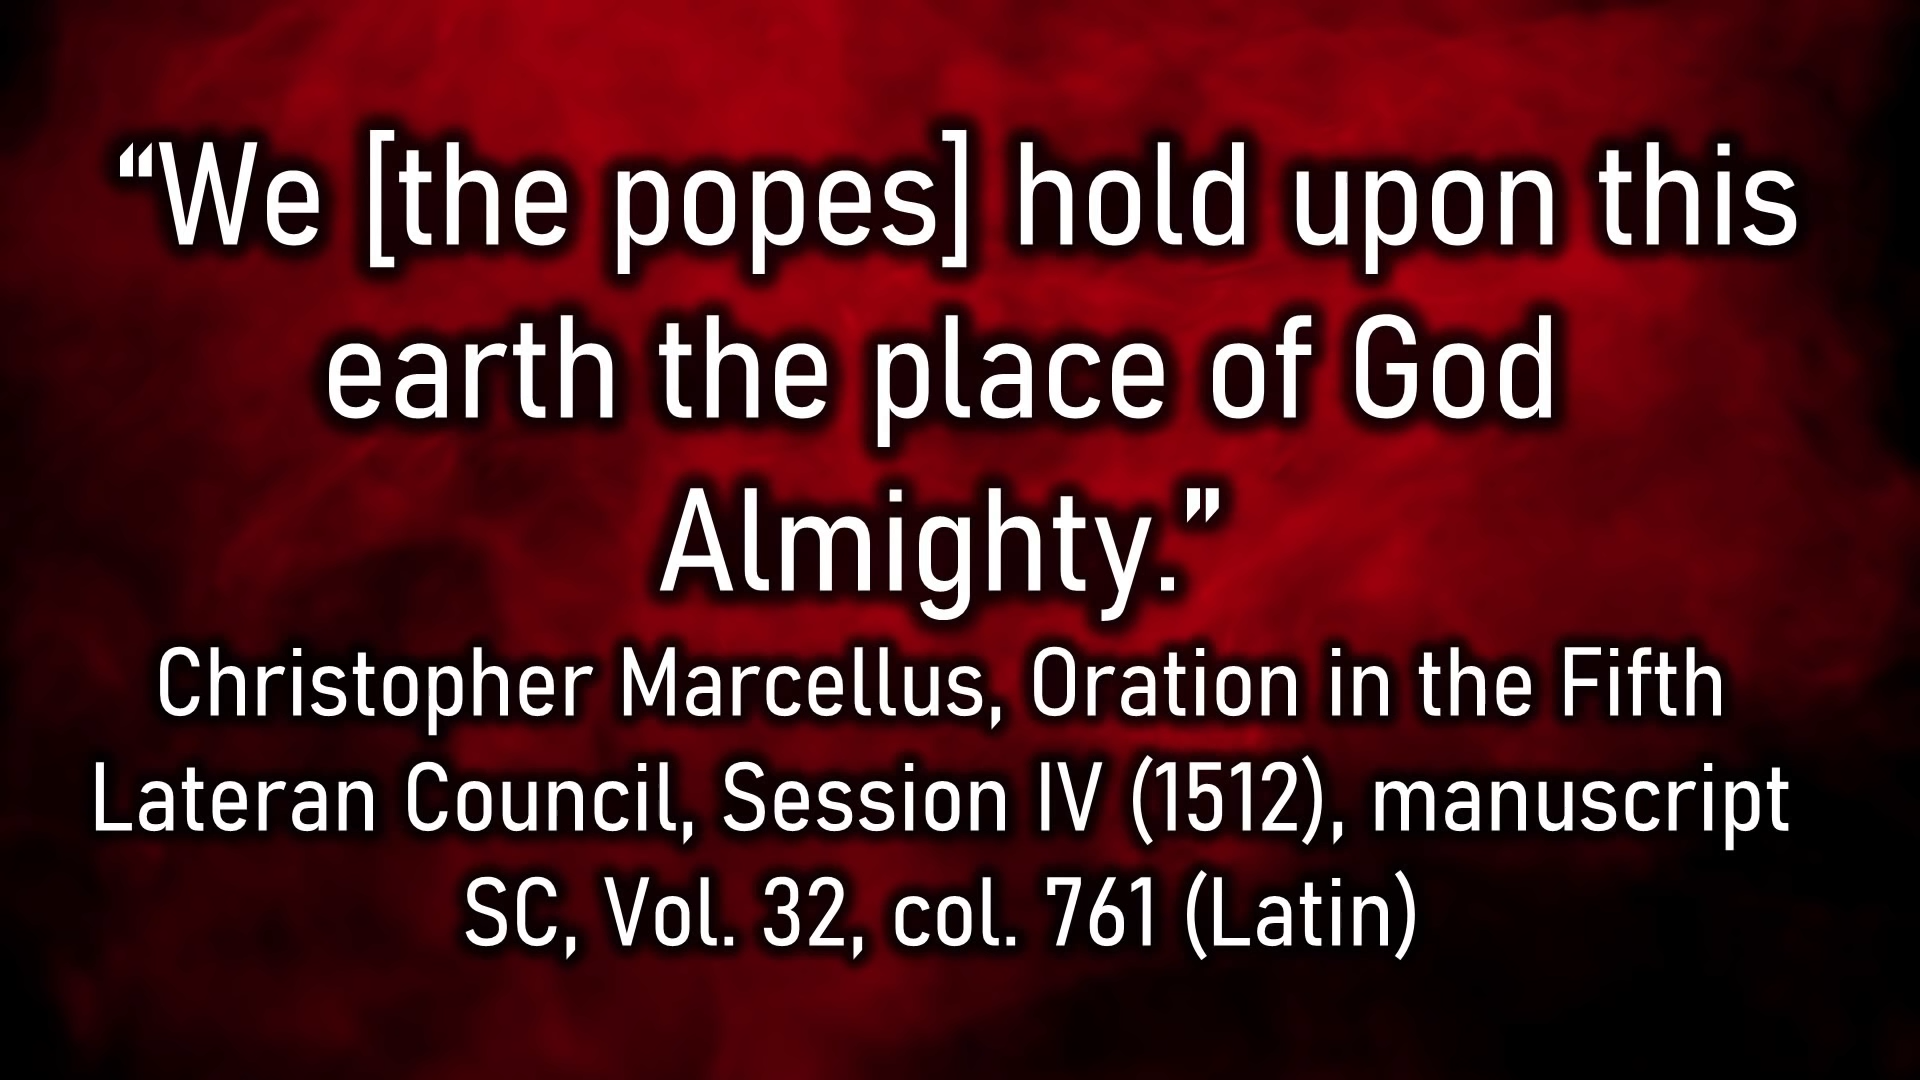 “We [the popes] hold upon this
earth the place of God
Almighty.”
Christopher Marcellus, Oration in the Fifth
Lateran Council, Session IV (1512), manuscript
SC, Vol. 32, col. 761 (Latin)